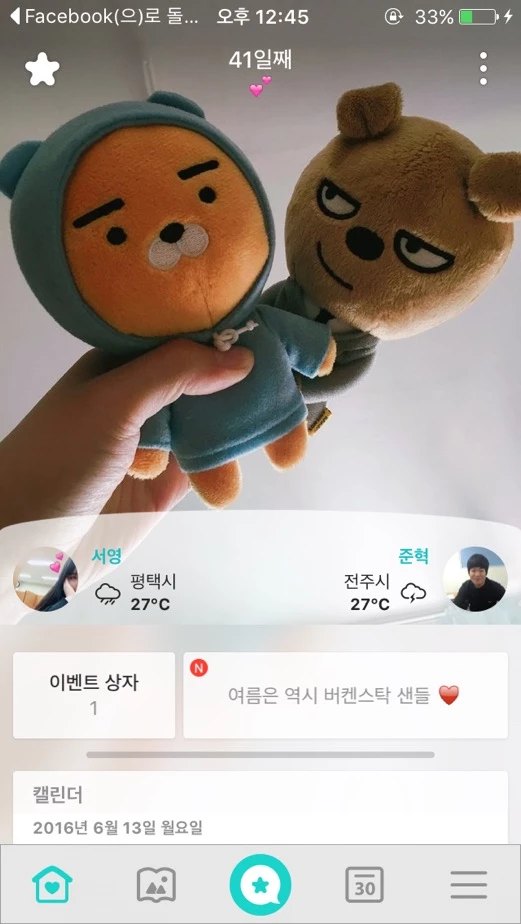 Facebook(으)로 돌... 오후 12:45 33%
41일째
서영
평택시
27°C
준혁
전주시
27°C
이벤트 상자
1
N
여름은 역시 버켄스탁 샌들
캘린더
2016년 6월 13일 월요일
30